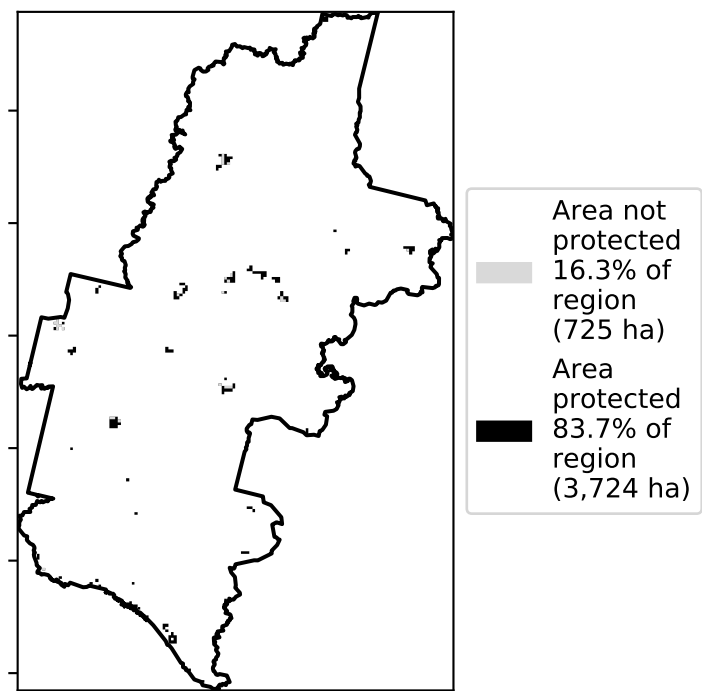 Area not
protected
16.3% of
region
(725 ha)
Area
protected
83.7% of
region
(3,724 ha)